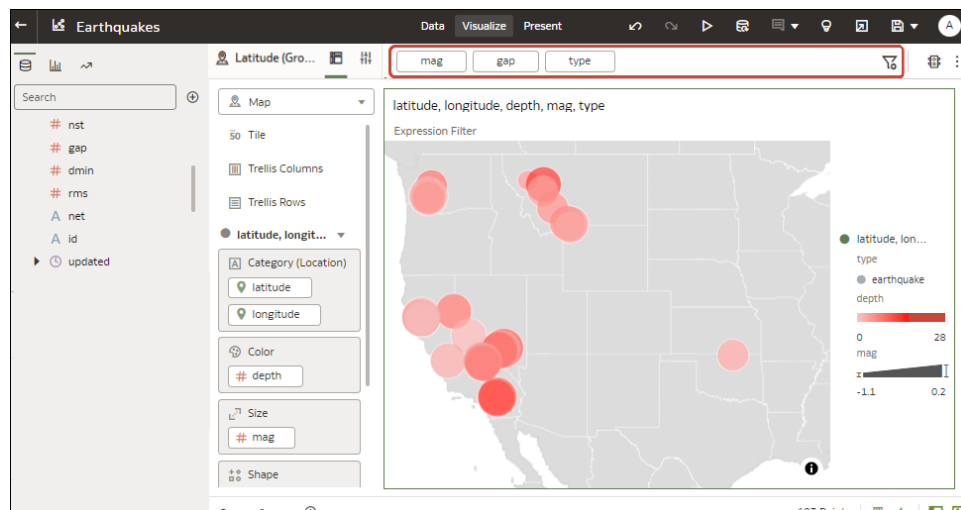 Earthquakes
Data Visualize Present
A
Latitude (Gro...
mag gap type
Search
# nst
# gap
# dmin
# rms
A net
A id
updated
Map
Tile
Trellis Columns
Trellis Rows
latitude, longit...
Category (Location)
latitude
longitude
Color
# depth
Size
# mag
Shape
latitude, longitude, depth, mag, type
Expression Filter
latitude, lon...
type
earthquake
depth
0 28
mag
-1.1 0.2